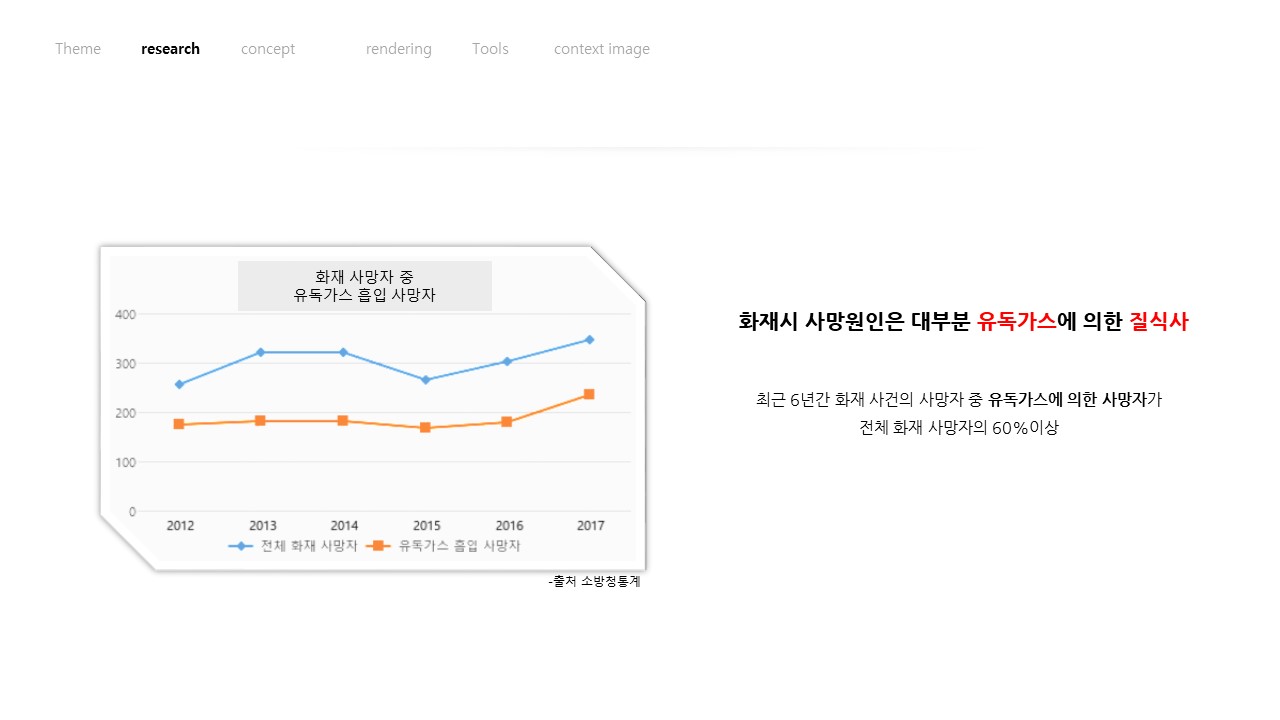 Theme research concept rendering Tools context image
화재 사망자 중
유독가스 흡입 사망자
400
300
200
100
0
2012 2013 2014 2015 2016 2017
전체 화재 사망자 유독가스 흡입 사망자
-출처 소방청통계
화재시 사망원인은 대부분 유독가스에 의한 질식사
최근 6년간 화재 사건의 사망자 중 유독가스에 의한 사망자가
전체 화재 사망자의 60%이상